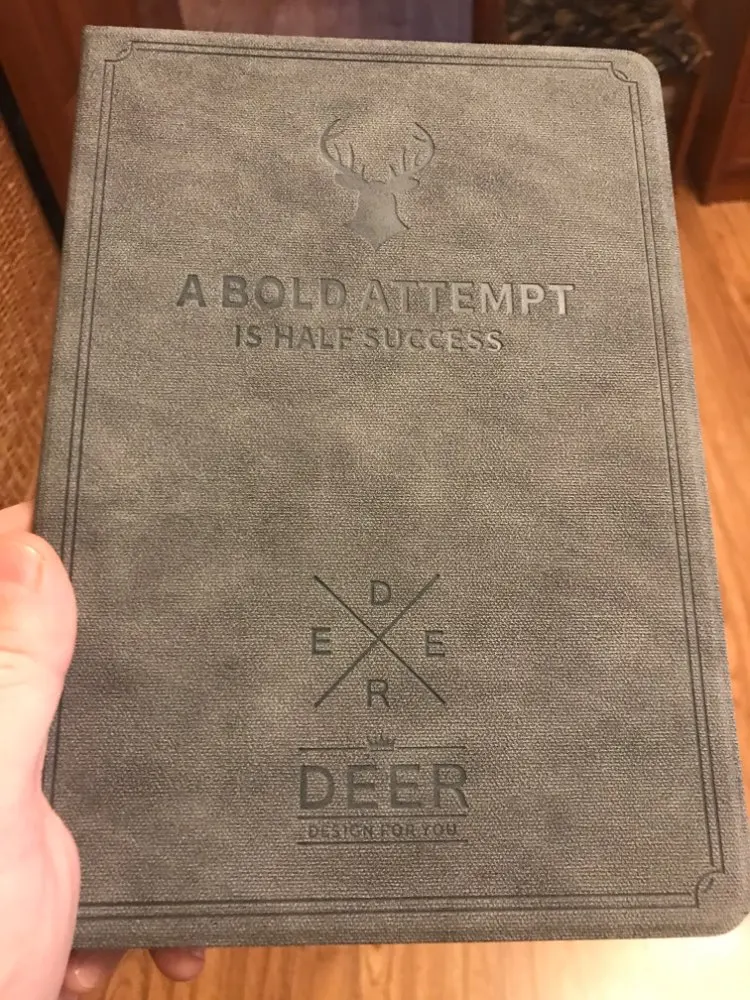 A BOLD ATTEMPT
IS HALF SUCCESS
D
E E
R
DEER
DESIGN FOR YOU